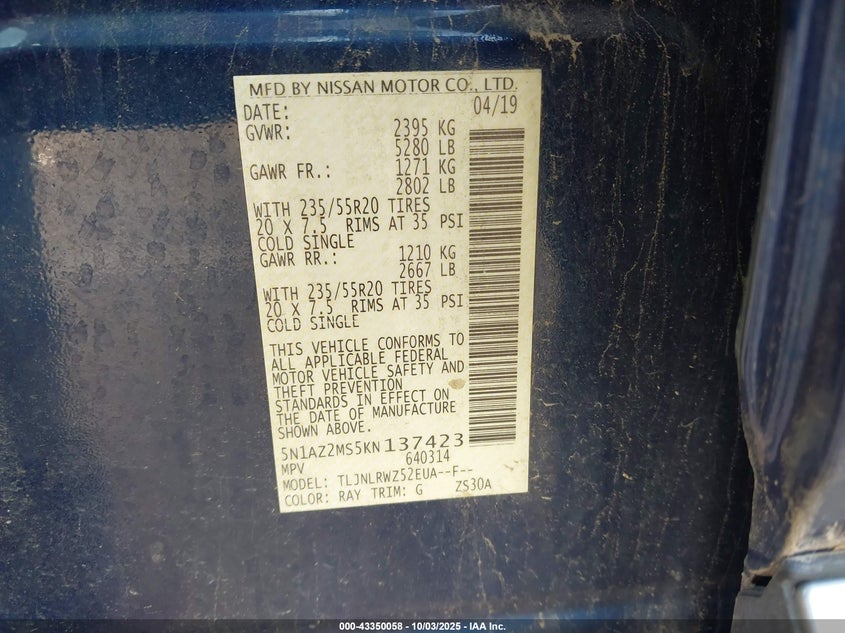 MFD BY NISSAN MOTOR CO., LTD.
DATE: 04/19
GVWR: 2395 KG
5280 LB
GAWR FR.: 1271 KG
2802 LB
WITH 235/55R20 TIRES
20 X 7.5 RIMS AT 35 PSI
COLD SINGLE
GAWR RR.: 1210 KG
2667 LB
WITH 235/55R20 TIRES
20 X 7.5 RIMS AT 35 PSI
COLD SINGLE
THIS VEHICLE CONFORMS TO
ALL APPLICABLE FEDERAL
MOTOR VEHICLE SAFETY AND
THEFT PREVENTION
STANDARDS IN EFFECT ON
THE DATE OF MANUFACTURE
SHOWN ABOVE.
5N1AZ2MS5KN137423
MPV 640314
MODEL: TLJNLRWZ52EUA--F--
COLOR: RAY TRIM: G ZS30A
000-43350058 - 10/03/2025 - IAA Inc.